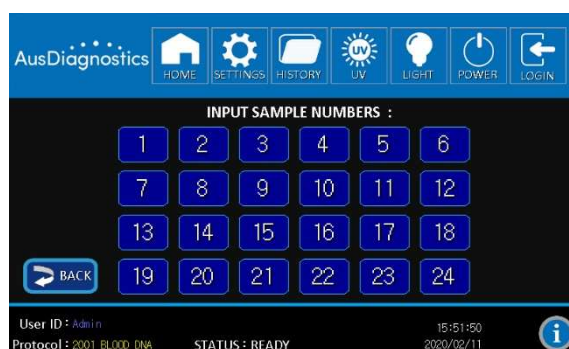 AusDiagnostics
HOME SETTINGS HISTORY UV UV LIGHT POWER LOGIN
INPUT SAMPLE NUMBERS :
1 2 3 4 5 6
7 8 9 10 11 12
13 14 15 16 17 18
BACK 19 20 21 22 23 24
User ID : Admin
15:51:50
Protocol : 2001 BLOOD DNA STATUS : READY 2020/02/11